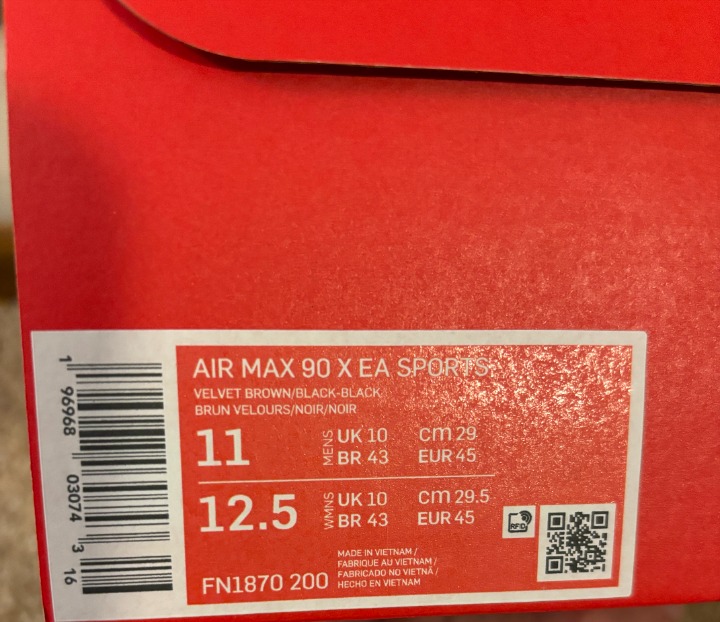 AIR MAX 90 X EA SPORTS
VELVET BROWN/BLACK-BLACK
BRUN VELOURS/NOIR/NOIR
11 MENS UK 10 cm 29
BR 43 EUR 45
12.5 WMNS UK 10 cm 29.5
BR 43 EUR 45
RFID
FN1870 200
MADE IN VIETNAM /
FABRIQUE AU VIETNAM /
FABRICADO NO VIETNÃ /
HECHO EN VIETNAM
1 96968 03074 3 16